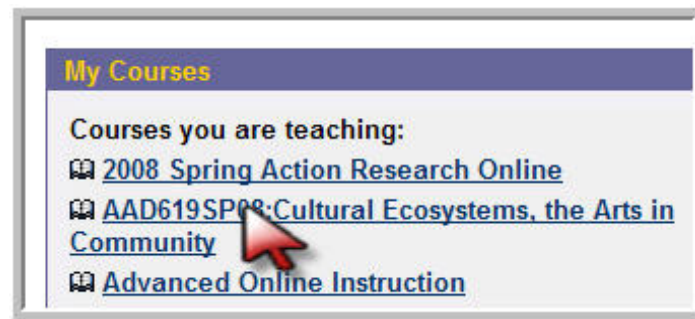 My Courses
Courses you are teaching:
2008 Spring Action Research Online
AAD619SP08:Cultural Ecosystems, the Arts in
Community
Advanced Online Instruction